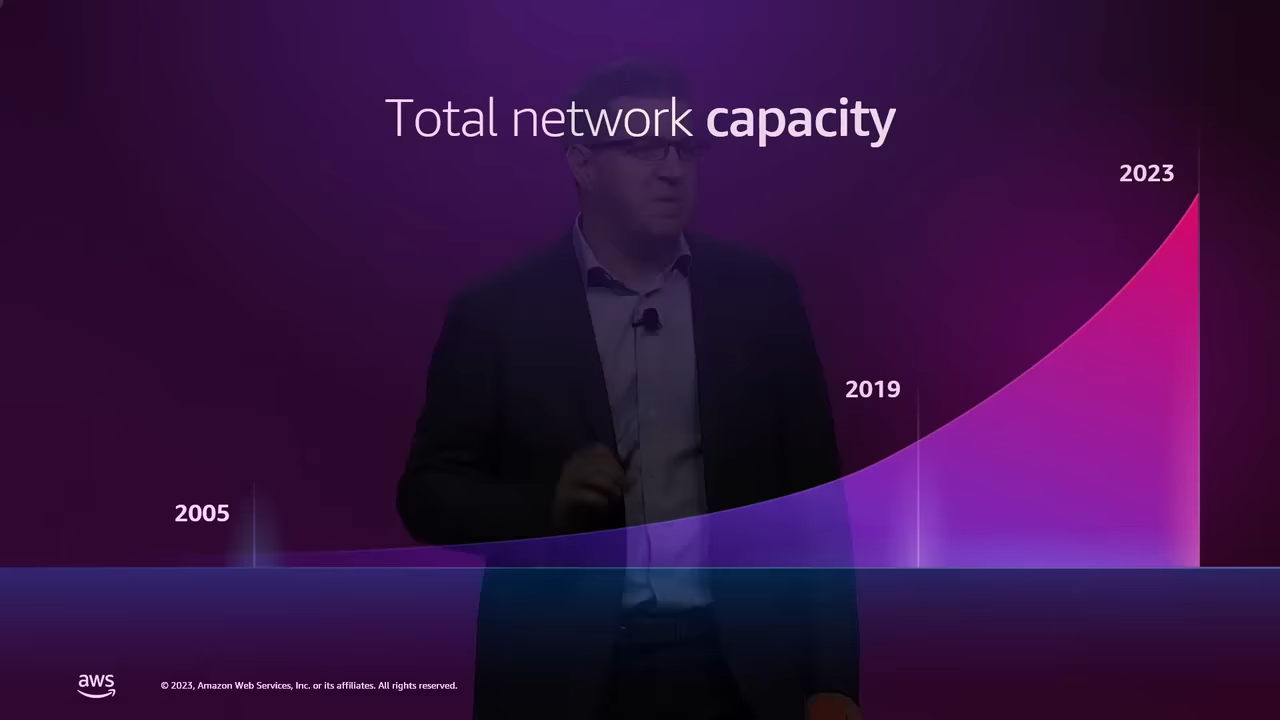 Total network capacity
2023
2019
2005
aws
© 2023, Amazon Web Services, Inc. or its affiliates. All rights reserved.